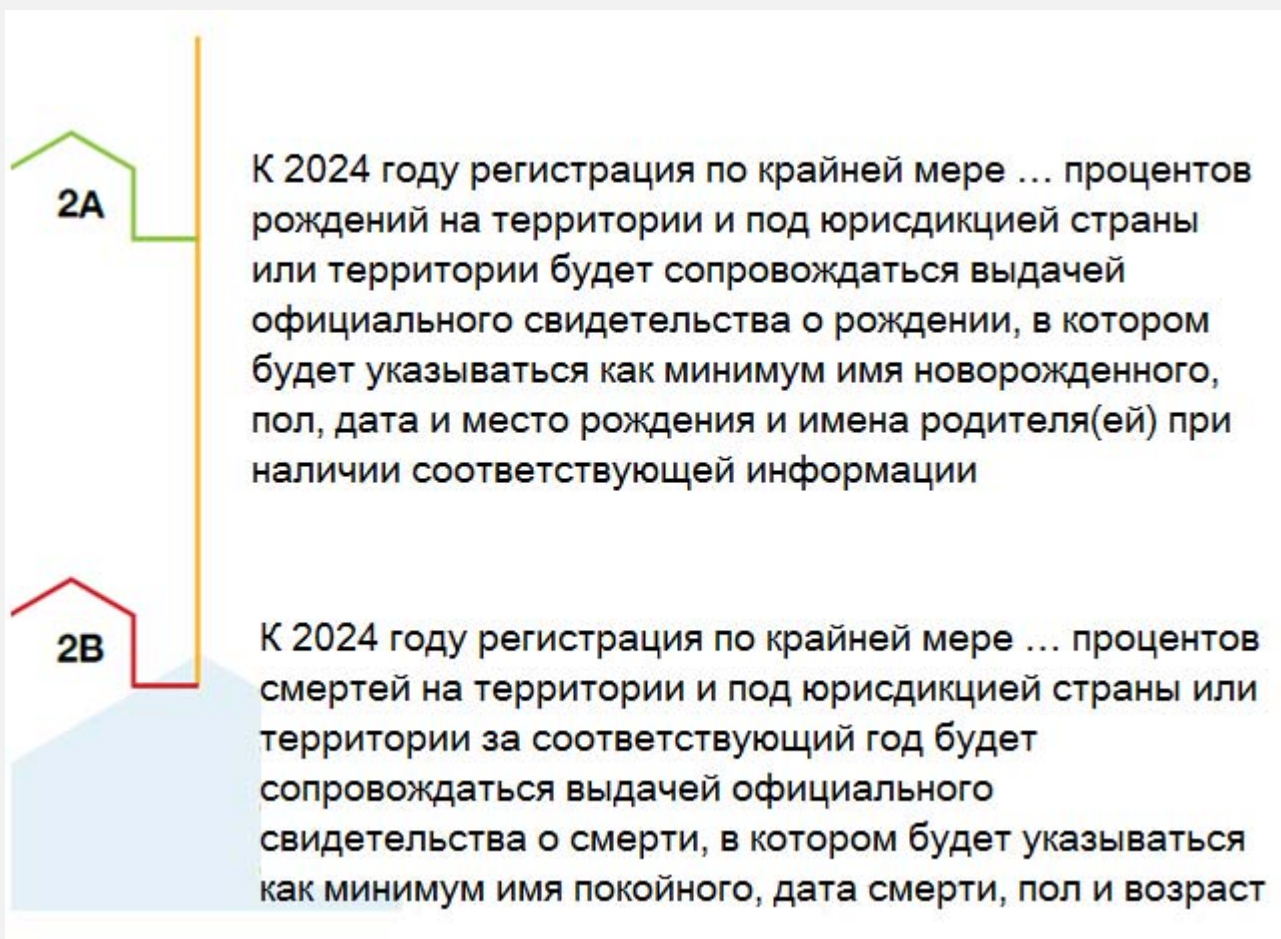 2A
К 2024 году регистрация по крайней мере … процентов
рождений на территории и под юрисдикцией страны
или территории будет сопровождаться выдачей
официального свидетельства о рождении, в котором
будет указываться как минимум имя новорожденного,
пол, дата и место рождения и имена родителя(ей) при
наличии соответствующей информации
2B
К 2024 году регистрация по крайней мере … процентов
смертей на территории и под юрисдикцией страны или
территории за соответствующий год будет
сопровождаться выдачей официального
свидетельства о смерти, в котором будет указываться
как минимум имя покойного, дата смерти, пол и возраст